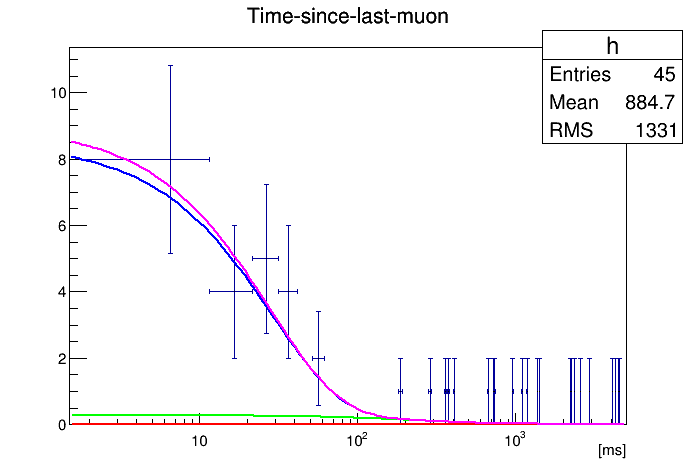 Time-since-last-muon
h
Entries 45
Mean 884.7
RMS 1331
10
8
6
4
2
0
10
10²
10³
[ms]